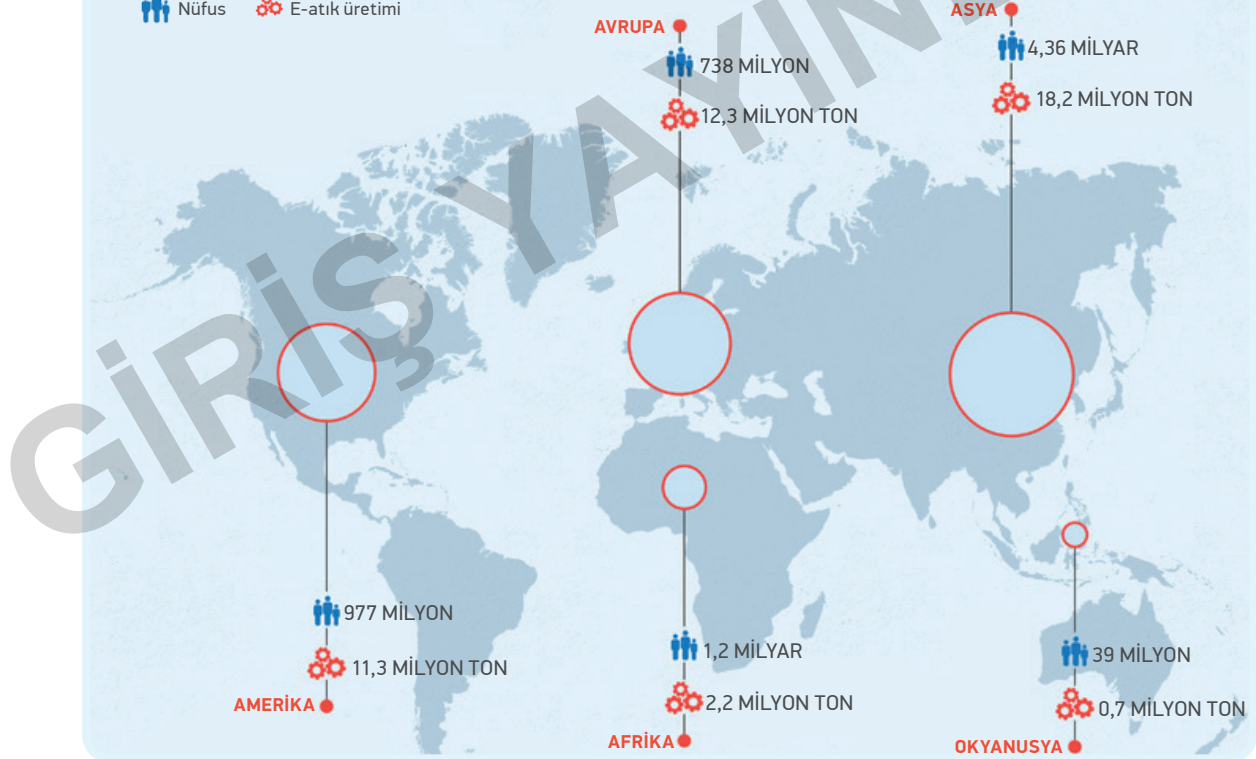 Nüfus
E-atık üretimi
AVRUPA
738 MİLYON
12,3 MİLYON TON
ASYA
4,36 MİLYAR
18,2 MİLYON TON
GİRİŞ YAYIN
977 MİLYON
11,3 MİLYON TON
AMERİKA
1,2 MİLYAR
2,2 MİLYON TON
AFRİKA
39 MİLYON
0,7 MİLYON TON
OKYANUSYA